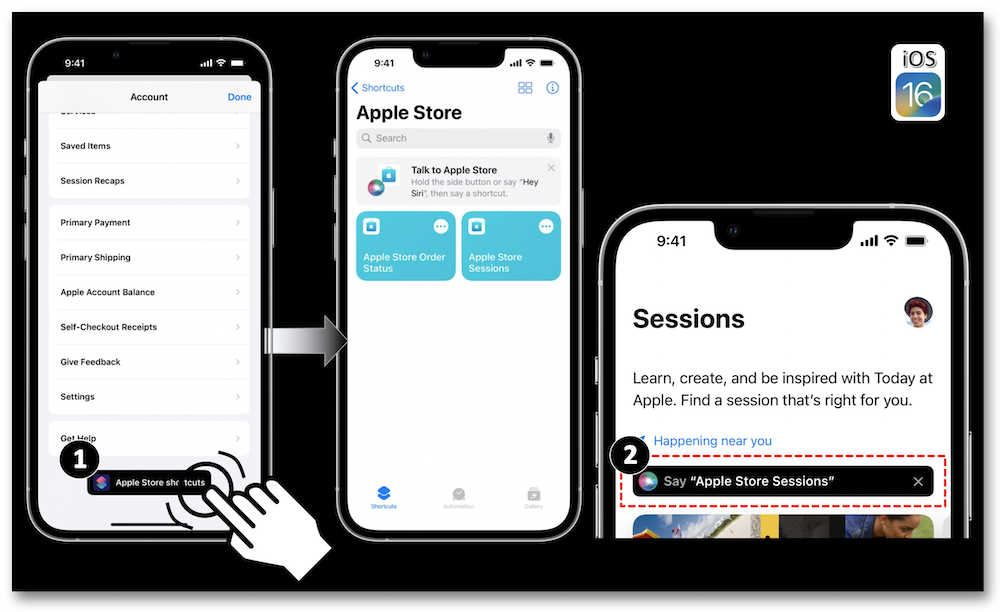 9:41
Account
Done
Services
Saved Items
Session Recaps
Primary Payment
Primary Shipping
Apple Account Balance
Self-Checkout Receipts
Give Feedback
Settings
Get Help
1
Apple Store shortcuts
9:41
Shortcuts
Apple Store
Search
Talk to Apple Store
Hold the side button or say “Hey
Siri”, then say a shortcut.
Apple Store Order
Status
Apple Store
Sessions
Shortcuts
Automation
Gallery
iOS
16
9:41
Sessions
Learn, create, and be inspired with Today at
Apple. Find a session that’s right for you.
Happening near you
2
Say “Apple Store Sessions”